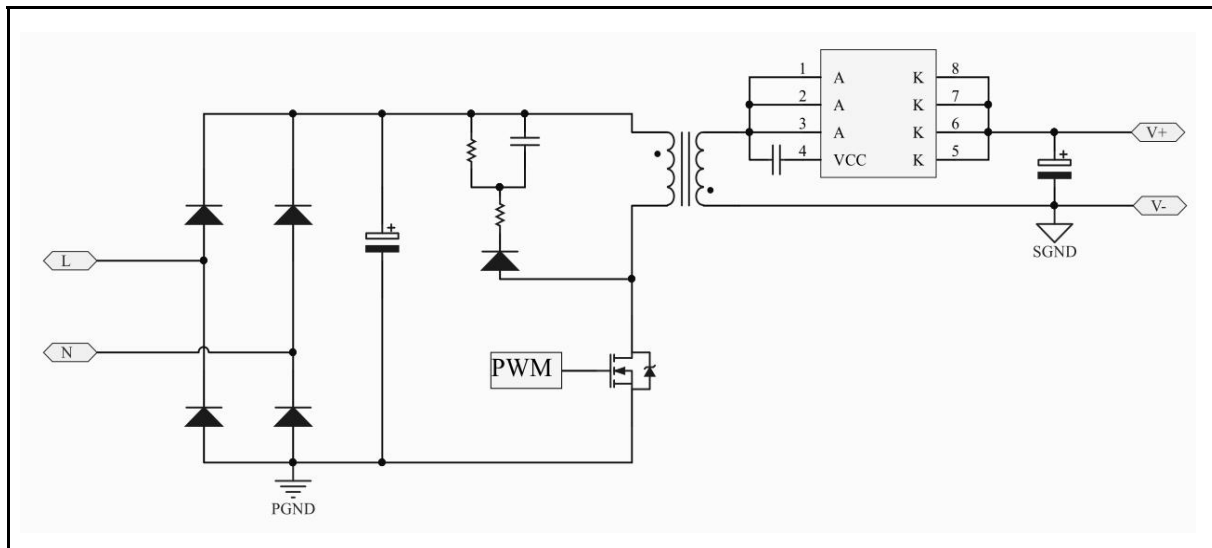 1 A K 8
2 A K 7
3 A K 6
4 VCC K 5
V+
+
V-
SGND
+
L
N
PWM
PGND